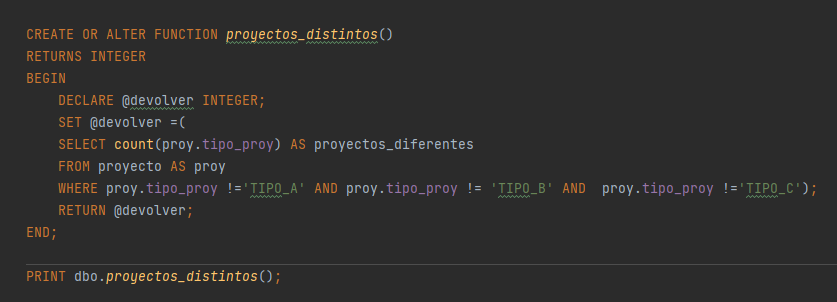 CREATE OR ALTER FUNCTION proyectos_distintos()
RETURNS INTEGER
BEGIN
DECLARE @devolver INTEGER;
SET @devolver =(
SELECT count(proy.tipo_proy) AS proyectos_diferentes
FROM proyecto AS proy
WHERE proy.tipo_proy !='TIPO_A' AND proy.tipo_proy != 'TIPO_B' AND  proy.tipo_proy !='TIPO_C');
RETURN @devolver;
END;
PRINT dbo.proyectos_distintos();